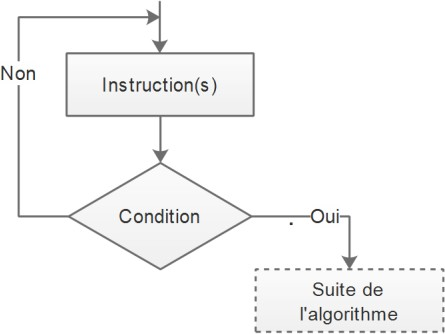 Non
Instruction(s)
Condition
. Oui
Suite de
l'algorithme